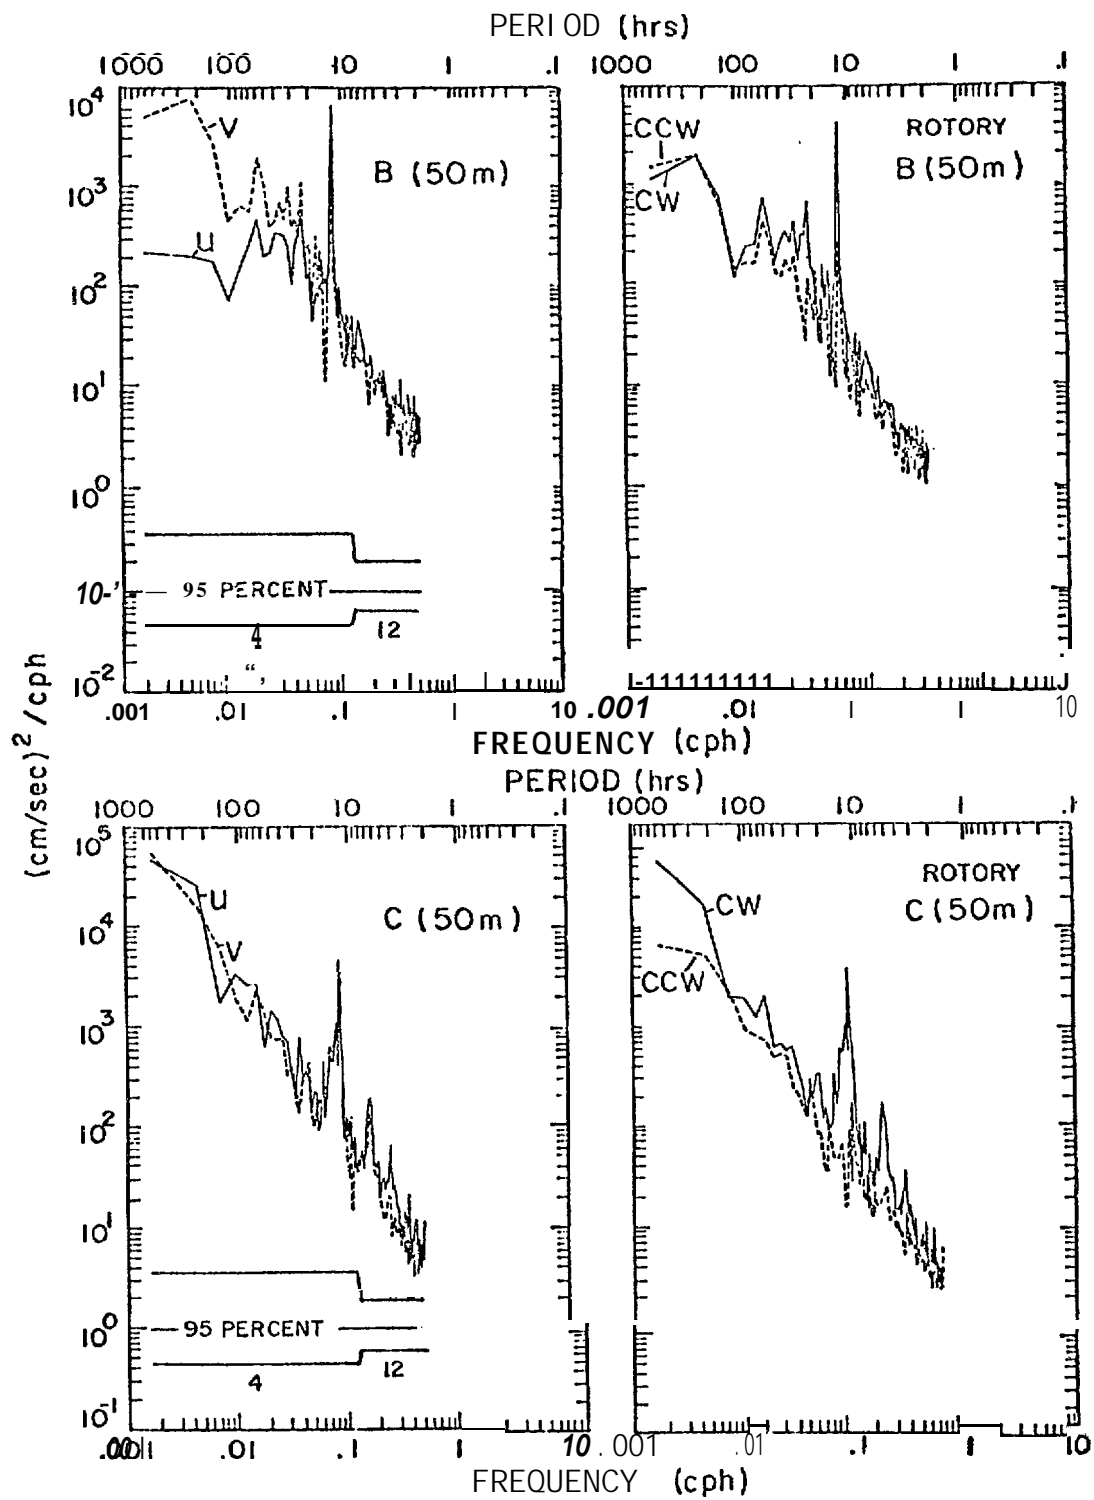 PERIOD (hrs)
1000 100 10 1 .1 1000 100 10 1 .1
10⁴
10³
10²
10¹
10⁰
10-'
10⁻²
V
U
B (50m)
CCW
CW
ROTORY
B (50m)
95 PERCENT
4
12
.001 .01 .1 1 10 .001 .01 1 1 10
FREQUENCY (cph)
(cm/sec)²/cph
PERIOD (hrs)
1000 100 10 1 .1 1000 100 10 1 .1
10⁵
10⁴
10³
10²
10¹
10⁰
10⁻¹
U
V
C (50m)
ROTORY
C (50m)
CW
CCW
95 PERCENT
4
12
.01 .1 1 10 .001 .01 .1 1 10
FREQUENCY (cph)